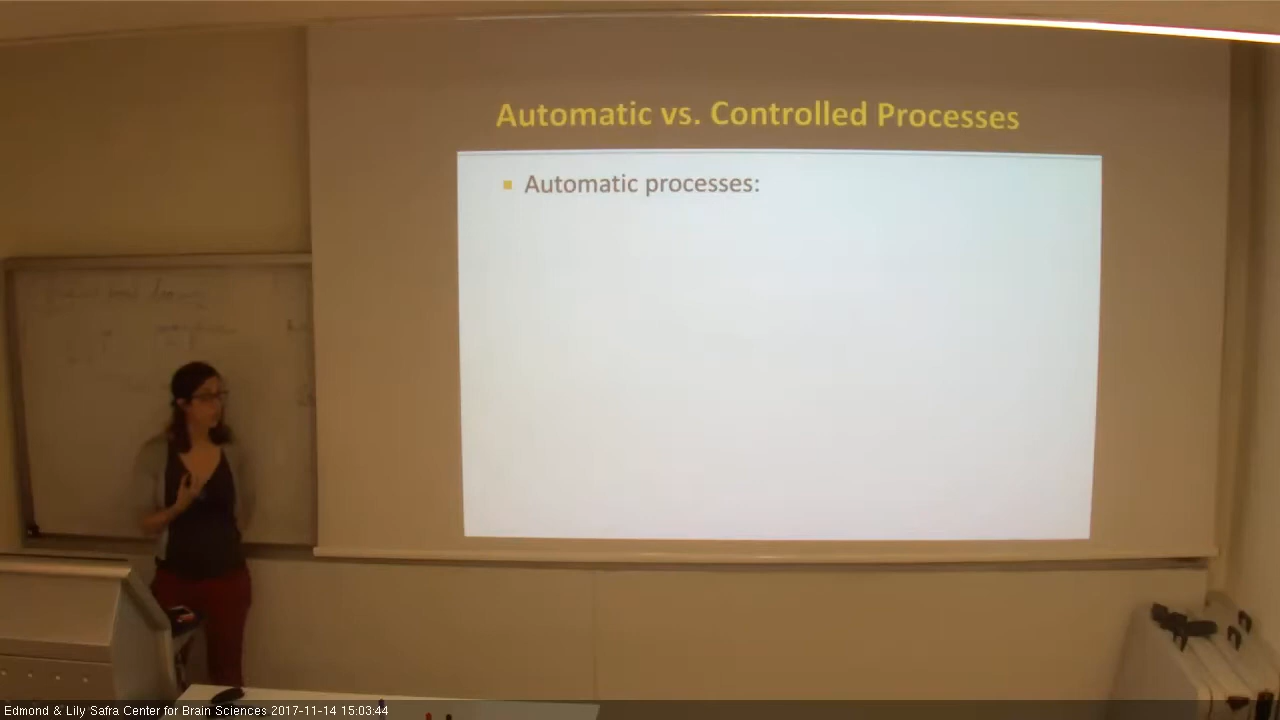 Automatic vs. Controlled Processes
Automatic processes:
Edmond & Lily Safra Center for Brain Sciences 2017-11-14 15:03:44